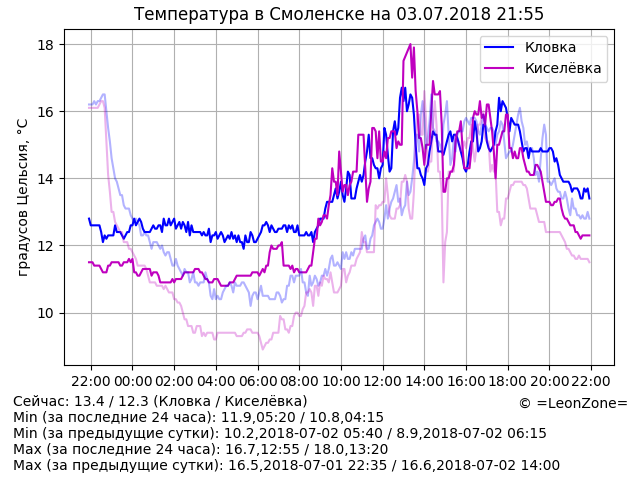 Температура в Смоленске на 03.07.2018 21:55
Кловка
Киселёвка
градусов Цельсия, °C
18
16
14
12
10
22:00 00:00 02:00 04:00 06:00 08:00 10:00 12:00 14:00 16:00 18:00 20:00 22:00
Сейчас: 13.4 / 12.3 (Кловка / Киселёвка)
© =LeonZone=
Min (за последние 24 часа): 11.9,05:20 / 10.8,04:15
Min (за предыдущие сутки): 10.2,2018-07-02 05:40 / 8.9,2018-07-02 06:15
Max (за последние 24 часа): 16.7,12:55 / 18.0,13:20
Max (за предыдущие сутки): 16.5,2018-07-01 22:35 / 16.6,2018-07-02 14:00